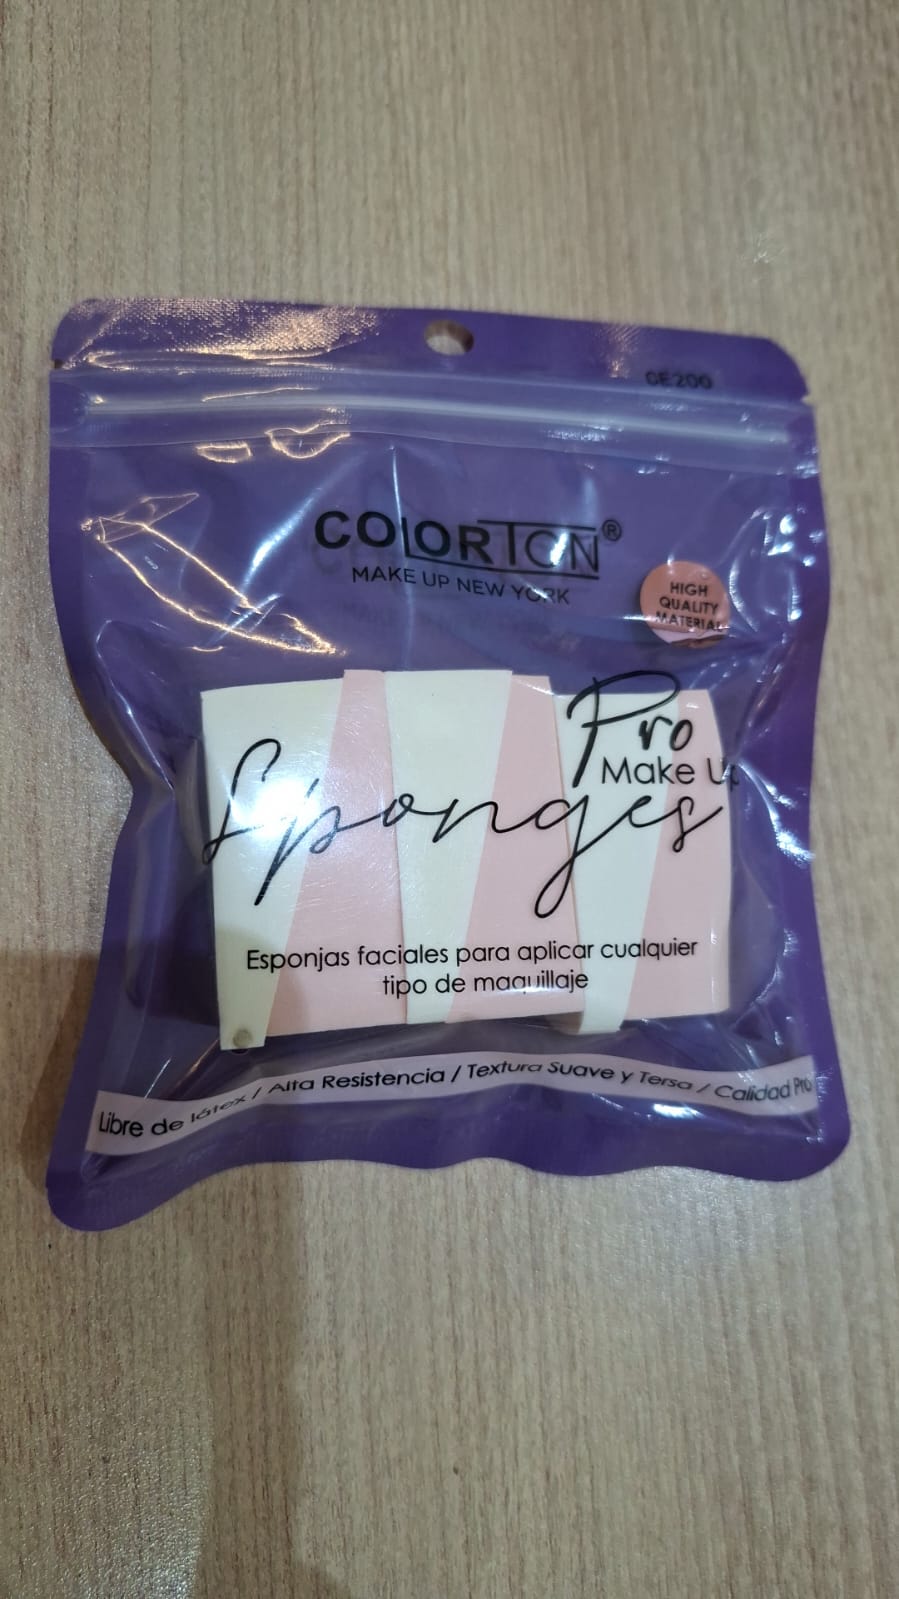 CE200
COLORTON®
MAKE UP NEW YORK
HIGH
QUALITY
MATERIAL
Pro
Make Up
Sponges
Esponjas faciales para aplicar cualquier
tipo de maquillaje
Libre de látex / Alta Resistencia / Textura Suave y Tersa / Calidad Pro